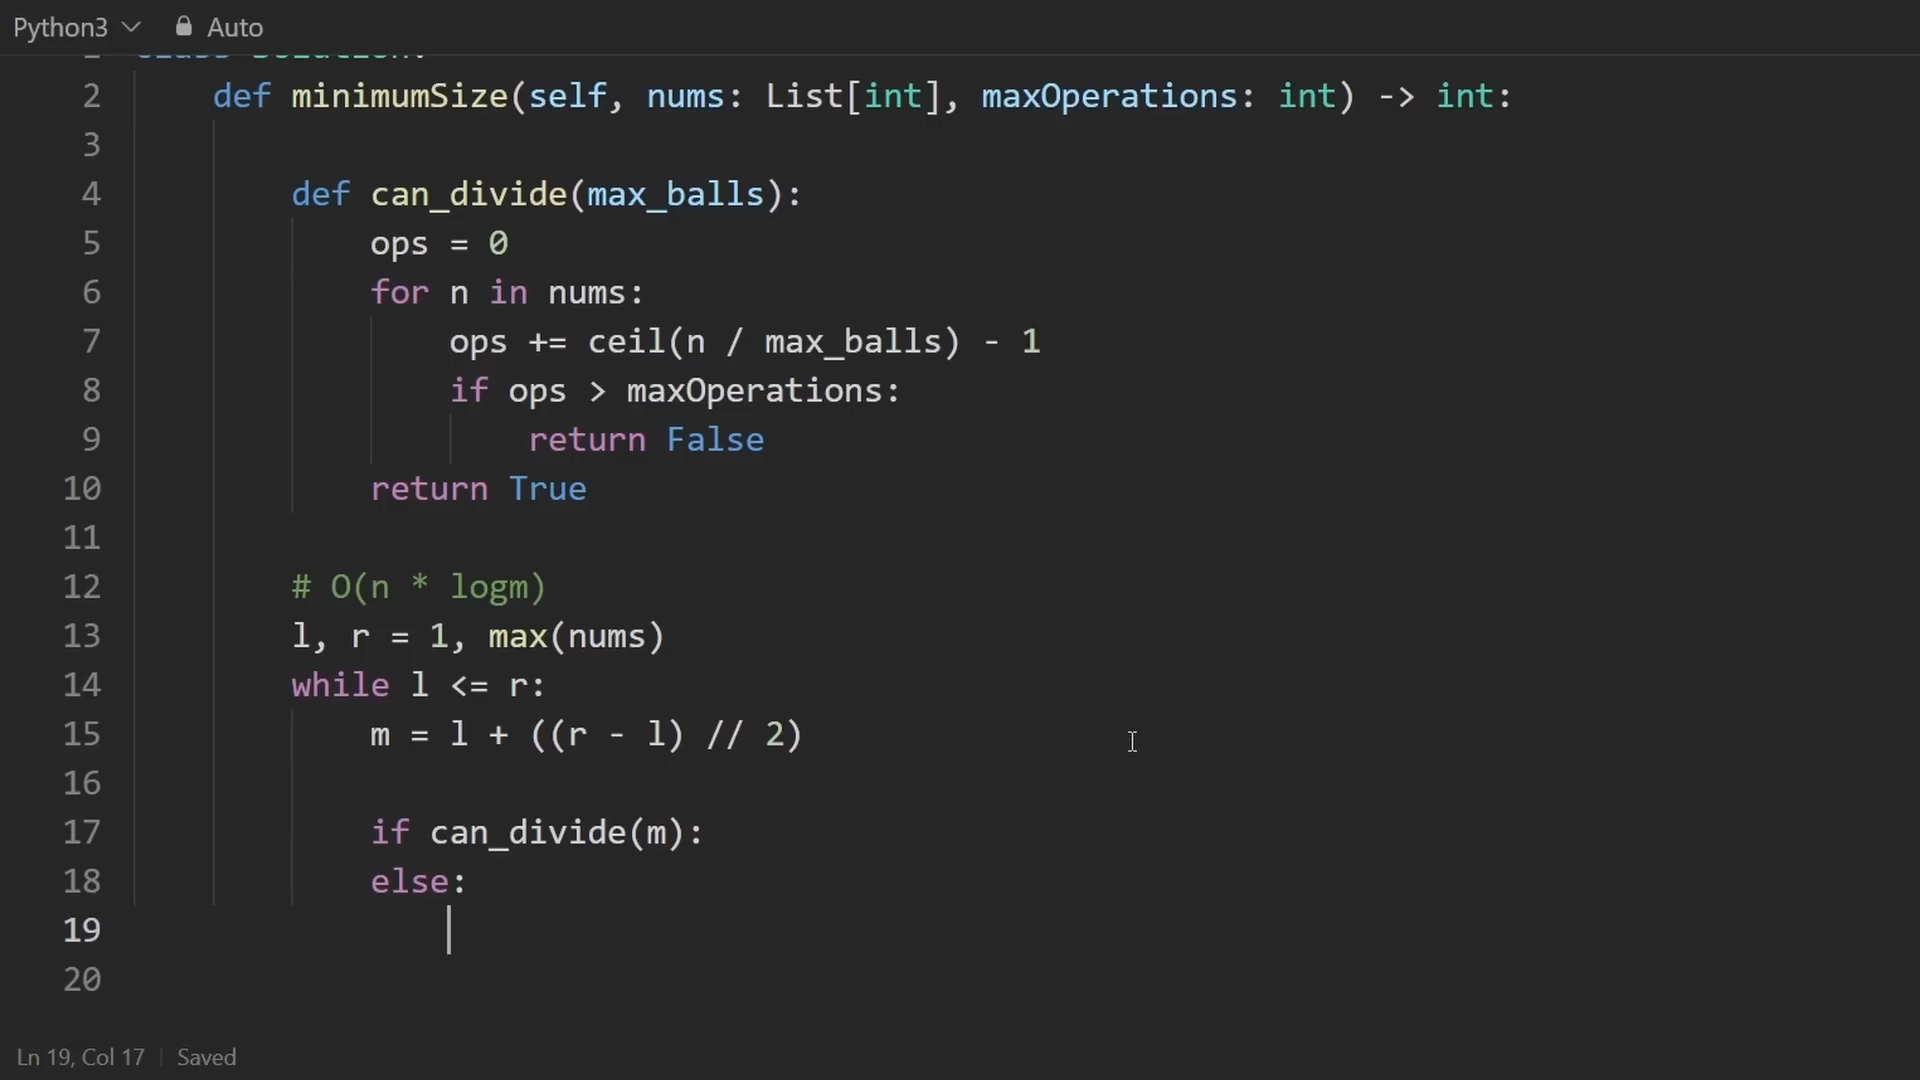 Python3 Auto
2 def minimumSize(self, nums: List[int], maxOperations: int) -> int:
3
4 def can_divide(max_balls):
5 ops = 0
6 for n in nums:
7 ops += ceil(n / max_balls) - 1
8 if ops > maxOperations:
9 return False
10 return True
11
12 # O(n * logm)
13 l, r = 1, max(nums)
14 while l <= r:
15 m = l + ((r - l) // 2)
16
17 if can_divide(m):
18 else:
19
20
Ln 19, Col 17 Saved